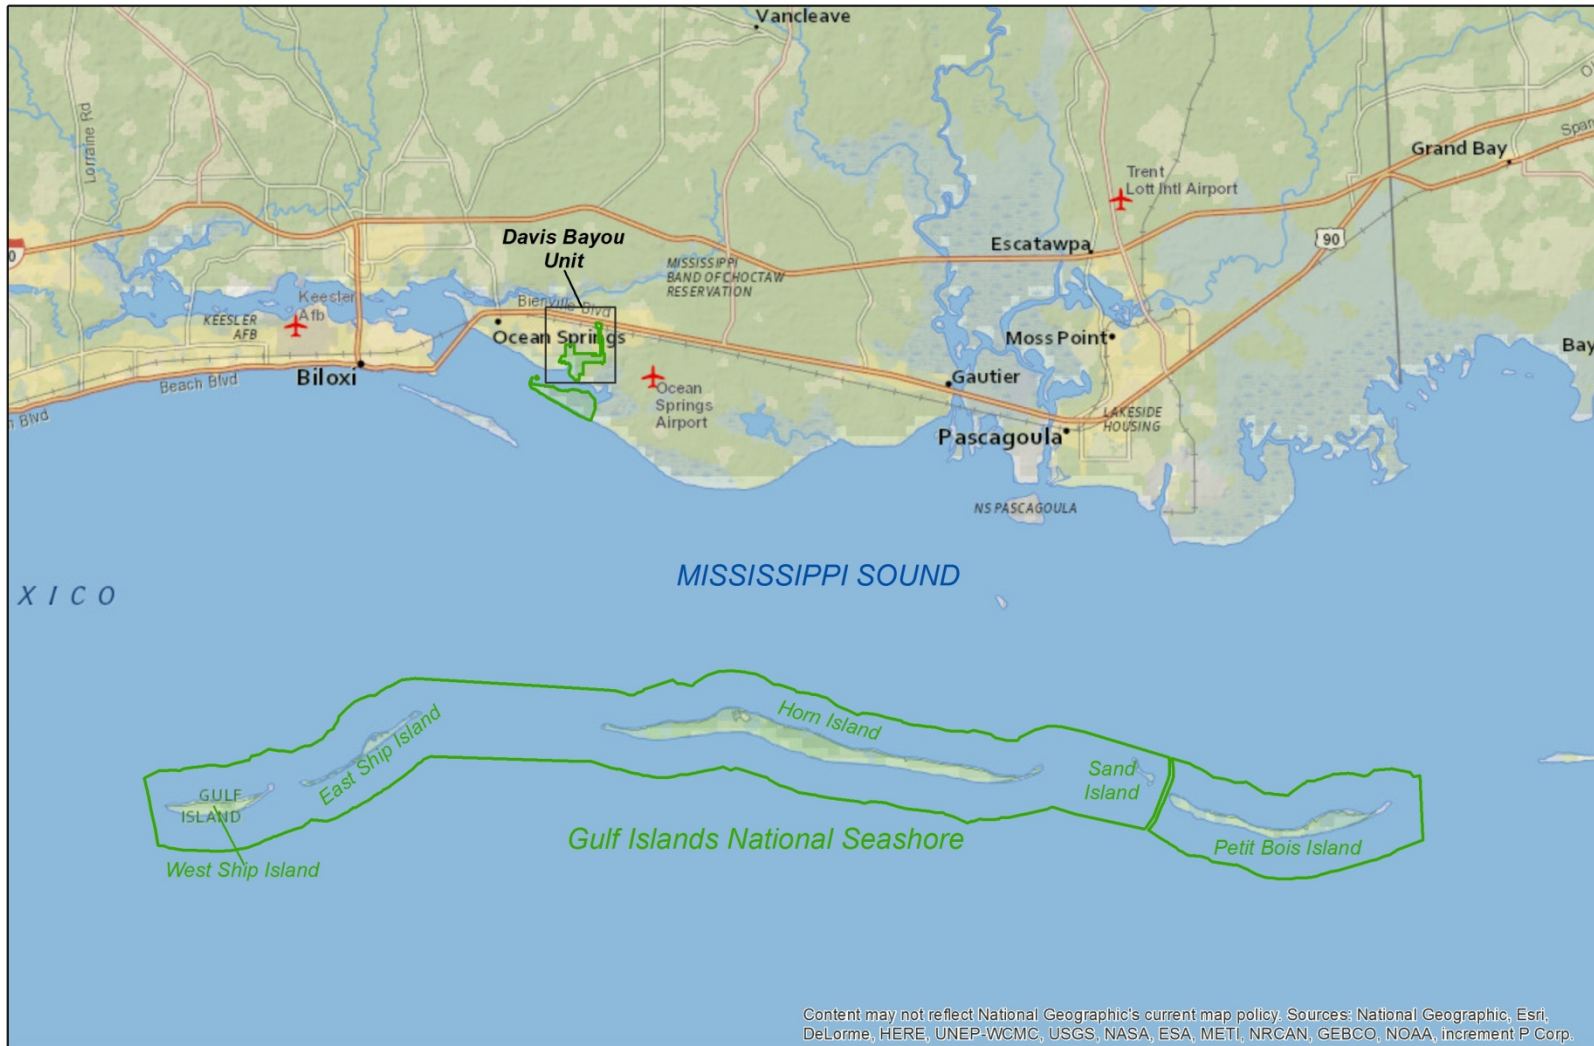 Vancleave
Lorraine Rd
Grand Bay
Trent
Lott Intl Airport
90
Escatawpa
Davis Bayou
Unit
MISSISSIPPI
BAND OF CHOCTAW
RESERVATION
0
Keesler
Afb
KEESLER
AFB
Bienville Blvd
Ocean Springs
Moss Point
Bay
Biloxi
Beach Blvd
Blvd
Gautier
Ocean
Springs
Airport
LAKESIDE
HOUSING
Pascagoula
NS PASCAGOULA
MISSISSIPPI SOUND
XICO
Horn Island
East Ship Island
Sand
Island
GULF
ISLAND
Gulf Islands National Seashore
Petit Bois Island
West Ship Island
Content may not reflect National Geographic's current map policy. Sources: National Geographic, Esri,
DeLorme, HERE, UNEP-WCMC, USGS, NASA, ESA, METI, NRCAN, GEBCO, NOAA, increment P Corp.